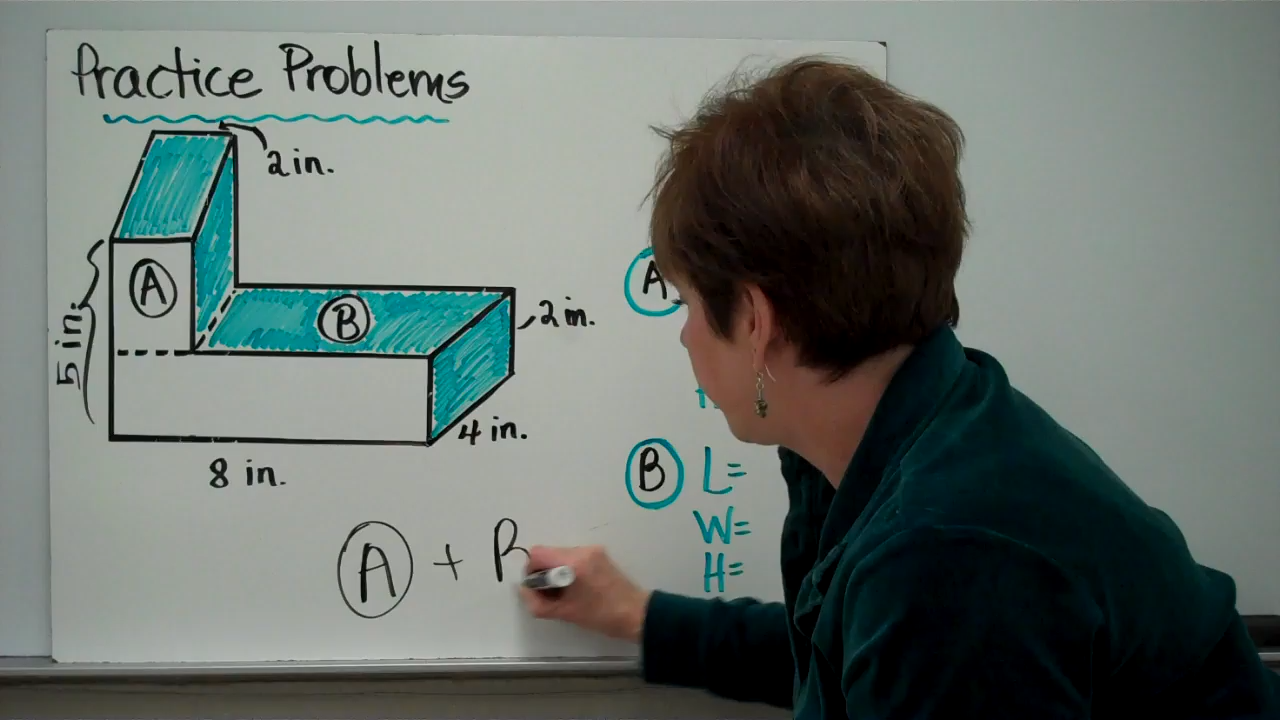 Practice Problems
2 in.
A
B
2 in.
5 in.
4 in.
8 in.
A + B
A
B L=
W=
H=